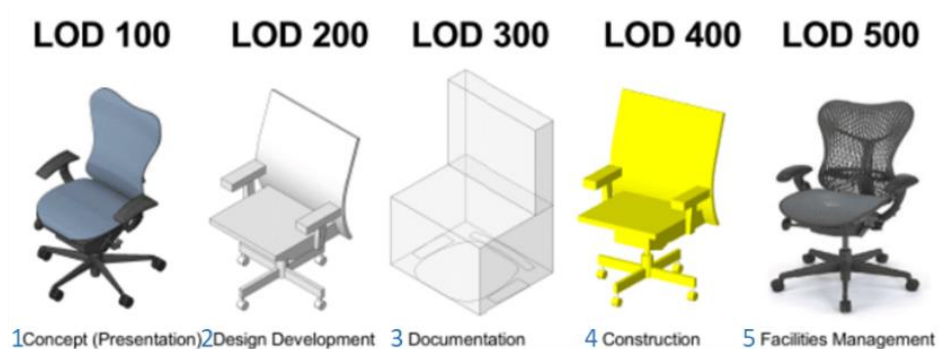 LOD 100 LOD 200 LOD 300 LOD 400 LOD 500
1Concept (Presentation) 2Design Development 3 Documentation 4 Construction 5 Facilities Management